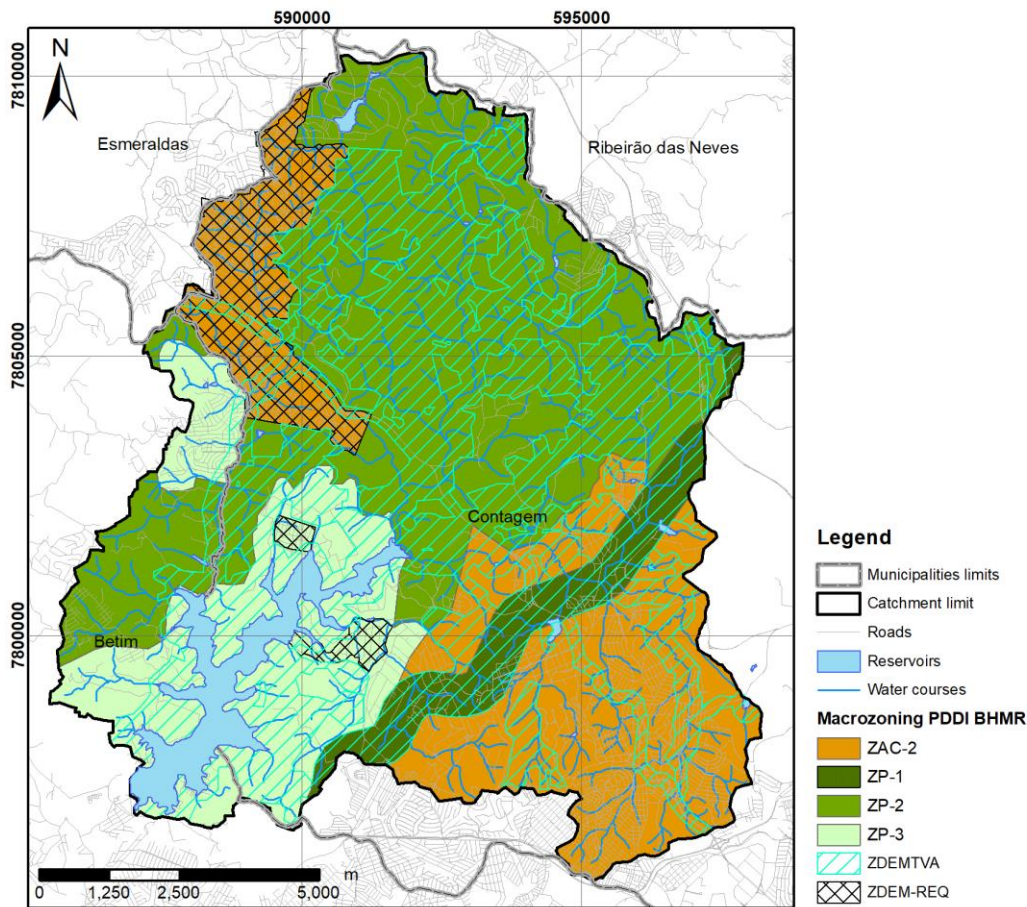 590000
595000
7810000
7805000
7800000
N
Esmeraldas
Ribeirão das Neves
Contagem
Betim
0
1,250
2,500
5,000
m
Legend
Municipalities limits
Catchment limit
Roads
Reservoirs
Water courses
Macrozoning PDDI BHMR
ZAC-2
ZP-1
ZP-2
ZP-3
ZDEMTVA
ZDEM-REQ